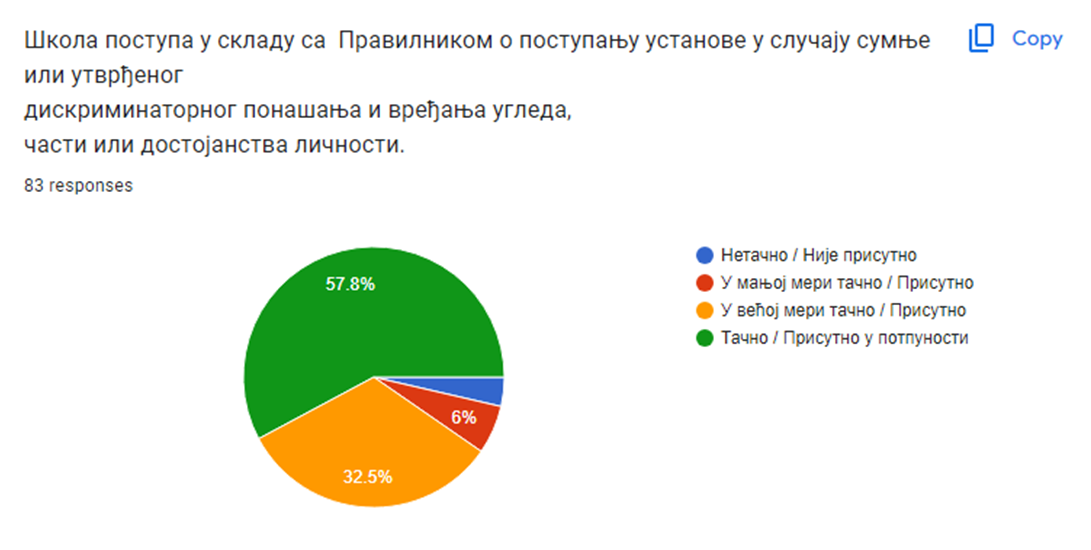 Школа поступа у складу са  Правилником о поступању установе у случају сумње
или утврђеног
дискриминаторног понашања и вређања угледа,
части или достојанства личности.
Copy
83 responses
Нетачно / Није присутно
У мањој мери тачно / Присутно
У већој мери тачно / Присутно
Тачно / Присутно у потпуности
57.8%
6%
32.5%